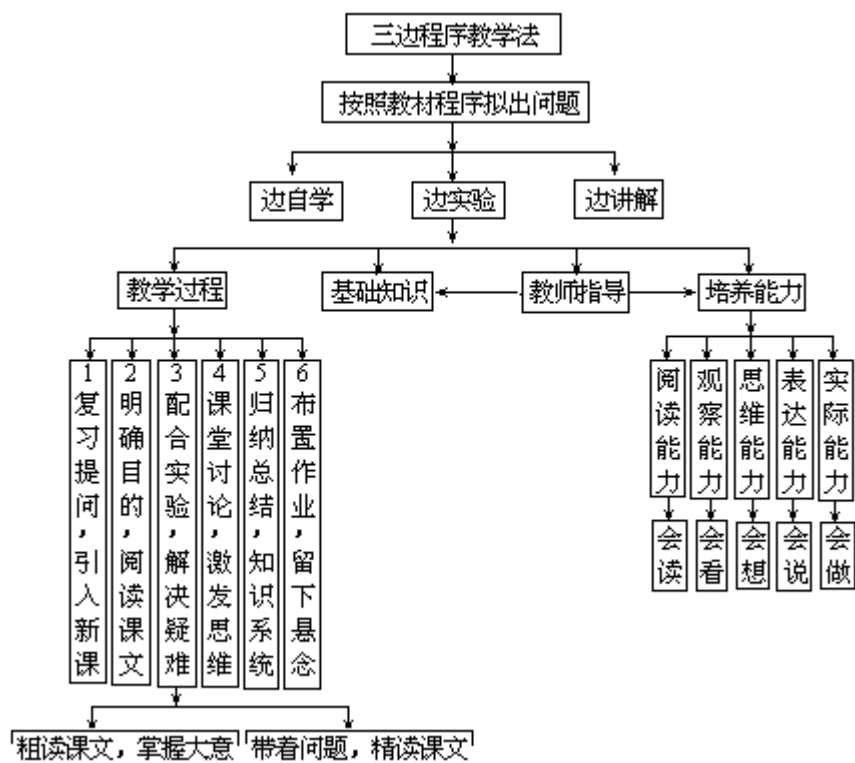 三边程序教学法
按照教材程序拟出问题
边自学
边实验
边讲解
教学过程
基础知识
教师指导
培养能力
1复习提问,引入新课
2明确目的,阅读课文
3配合实验,解决疑难
4课堂讨论,激发思维
5归纳总结,知识系统
6布置作业,留下悬念
阅读能力
观察能力
思维能力
表达能力
实际能力
会读
会看
会想
会说
会做
粗读课文,掌握大意
带着问题,精读课文